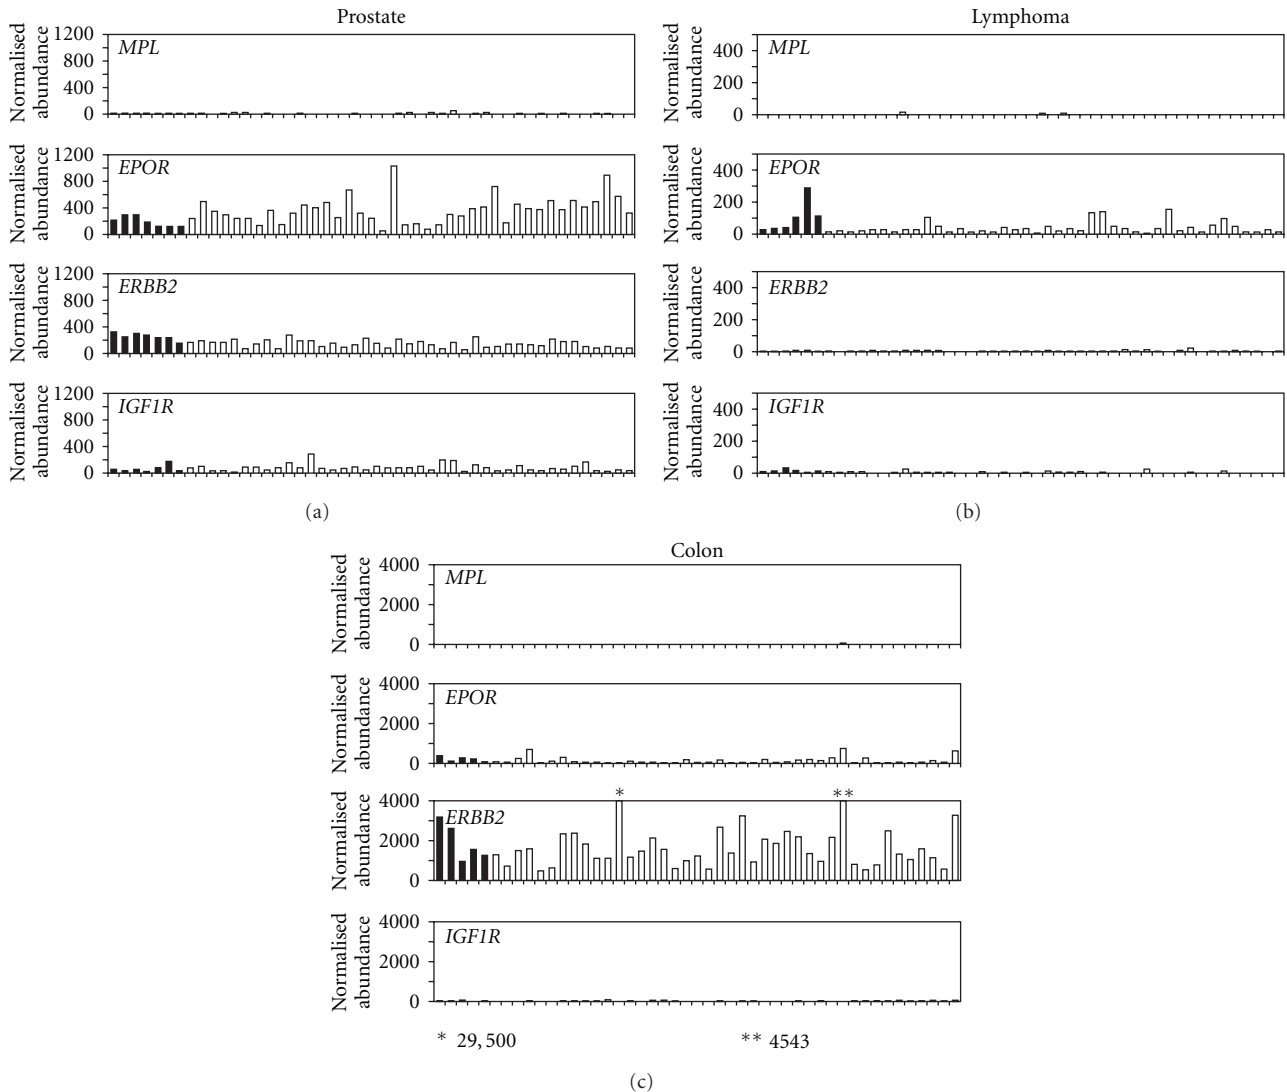 Prostate
Normalised
abundance
1200
800
400
0
MPL
Normalised
abundance
1200
800
400
0
EPOR
Normalised
abundance
1200
800
400
0
ERBB2
Normalised
abundance
1200
800
400
0
IGF1R
(a)
Lymphoma
Normalised
abundance
400
200
0
MPL
Normalised
abundance
400
200
0
EPOR
Normalised
abundance
400
200
0
ERBB2
Normalised
abundance
400
200
0
IGF1R
(b)
Colon
Normalised
abundance
4000
2000
0
MPL
Normalised
abundance
4000
2000
0
EPOR
* **
Normalised
abundance
4000
2000
0
ERBB2
Normalised
abundance
4000
2000
0
IGF1R
* 29, 500 ** 4543
(c)